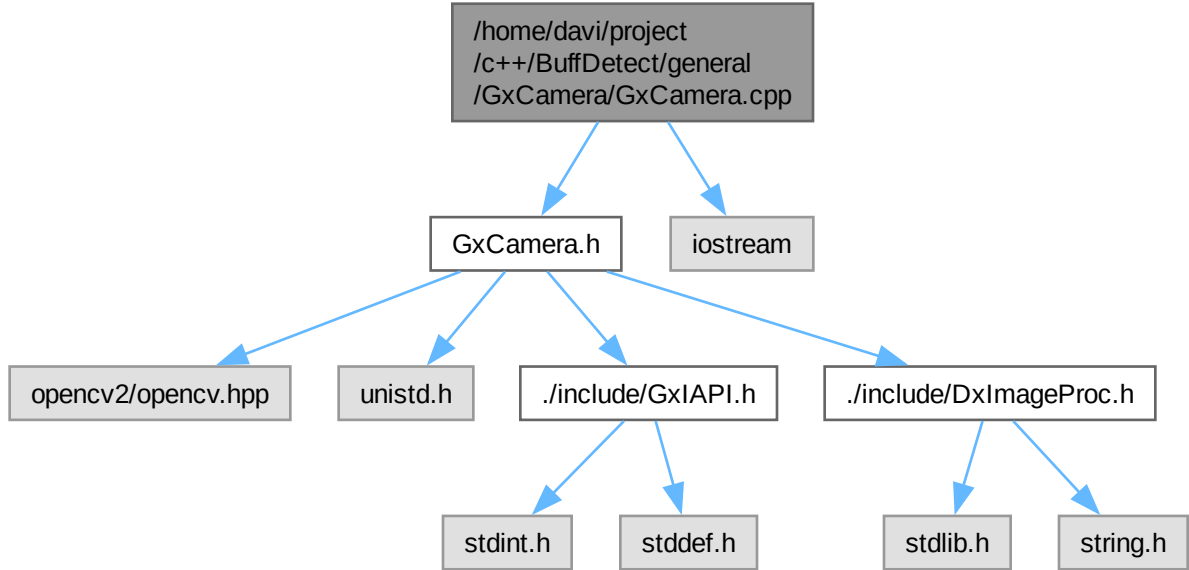 /home/davi/project
/c++/BuffDetect/general
/GxCamera/GxCamera.cpp
GxCamera.h
iostream
opencv2/opencv.hpp
unistd.h
./include/GxIAPI.h
./include/DxImageProc.h
stdint.h
stddef.h
stdlib.h
string.h